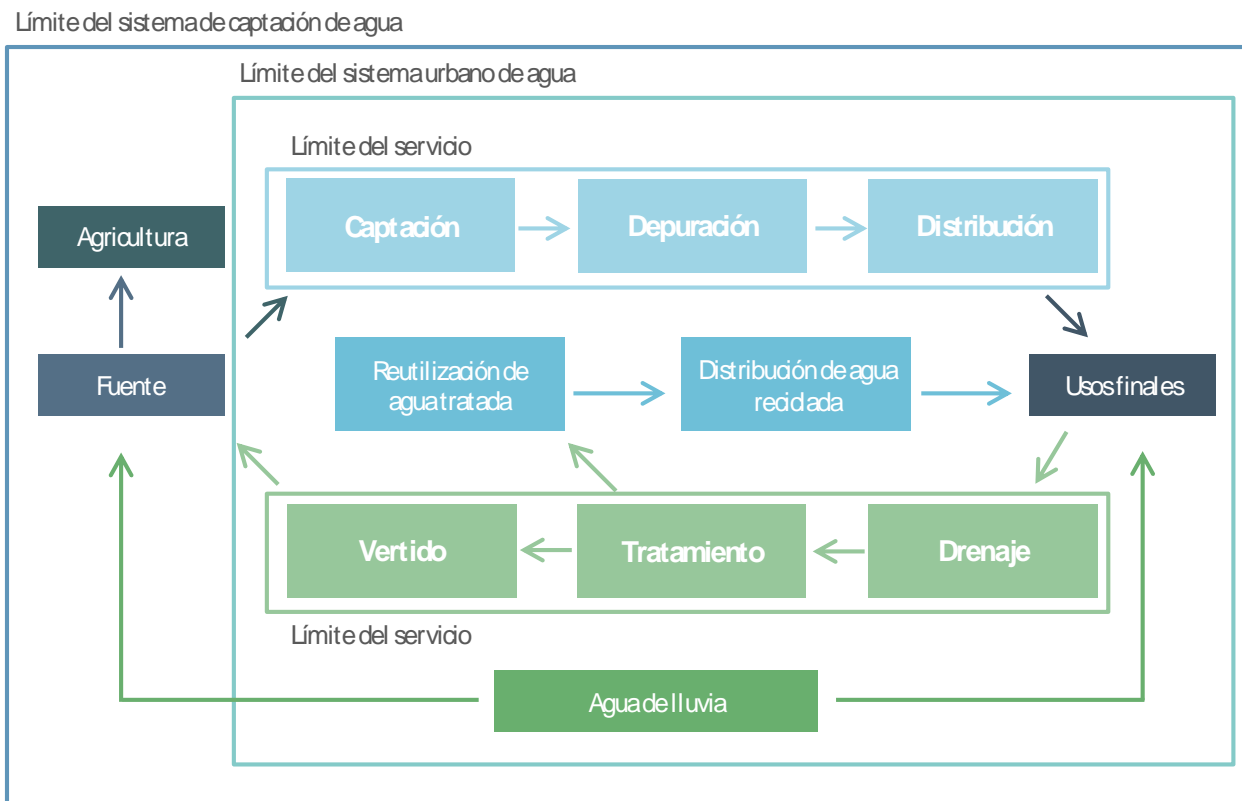 Límite del sistema de captación de agua
Límite del sistema urbano de agua
Límite del servicio
Captación
Depuración
Distribución
Agricultura
Fuente
Reutilización de
agua tratada
Distribución de agua
reciclada
Usos finales
Vertido
Tratamiento
Drenaje
Límite del servicio
Agua de lluvia